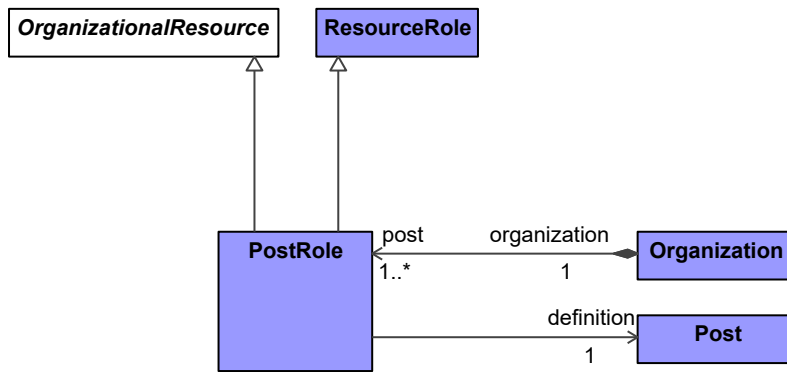 OrganizationalResource
ResourceRole
PostRole
post
organization
Organization
1..*
1
definition
Post
1